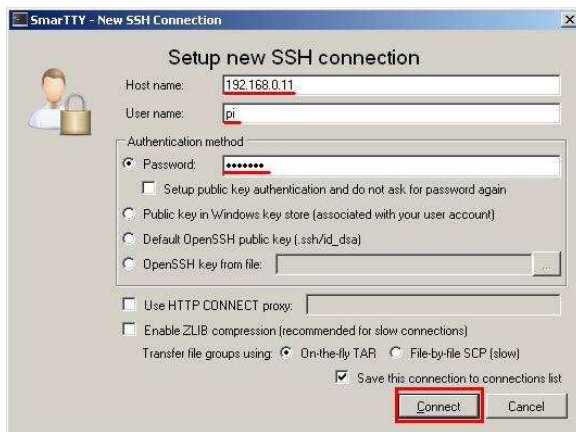 SmarTTY - New SSH Connection
Setup new SSH connection
Host name: 192.168.0.11
User name: pi
Authentication method
Password: •••••••
Setup public key authentication and do not ask for password again
Public key in Windows key store (associated with your user account)
Default OpenSSH public key (.ssh/id_dsa)
OpenSSH key from file: ...
Use HTTP CONNECT proxy:
Enable ZLIB compression (recommended for slow connections)
Transfer file groups using: On-the-fly TAR File-by-file SCP (slow)
Save this connection to connections list
Connect Cancel